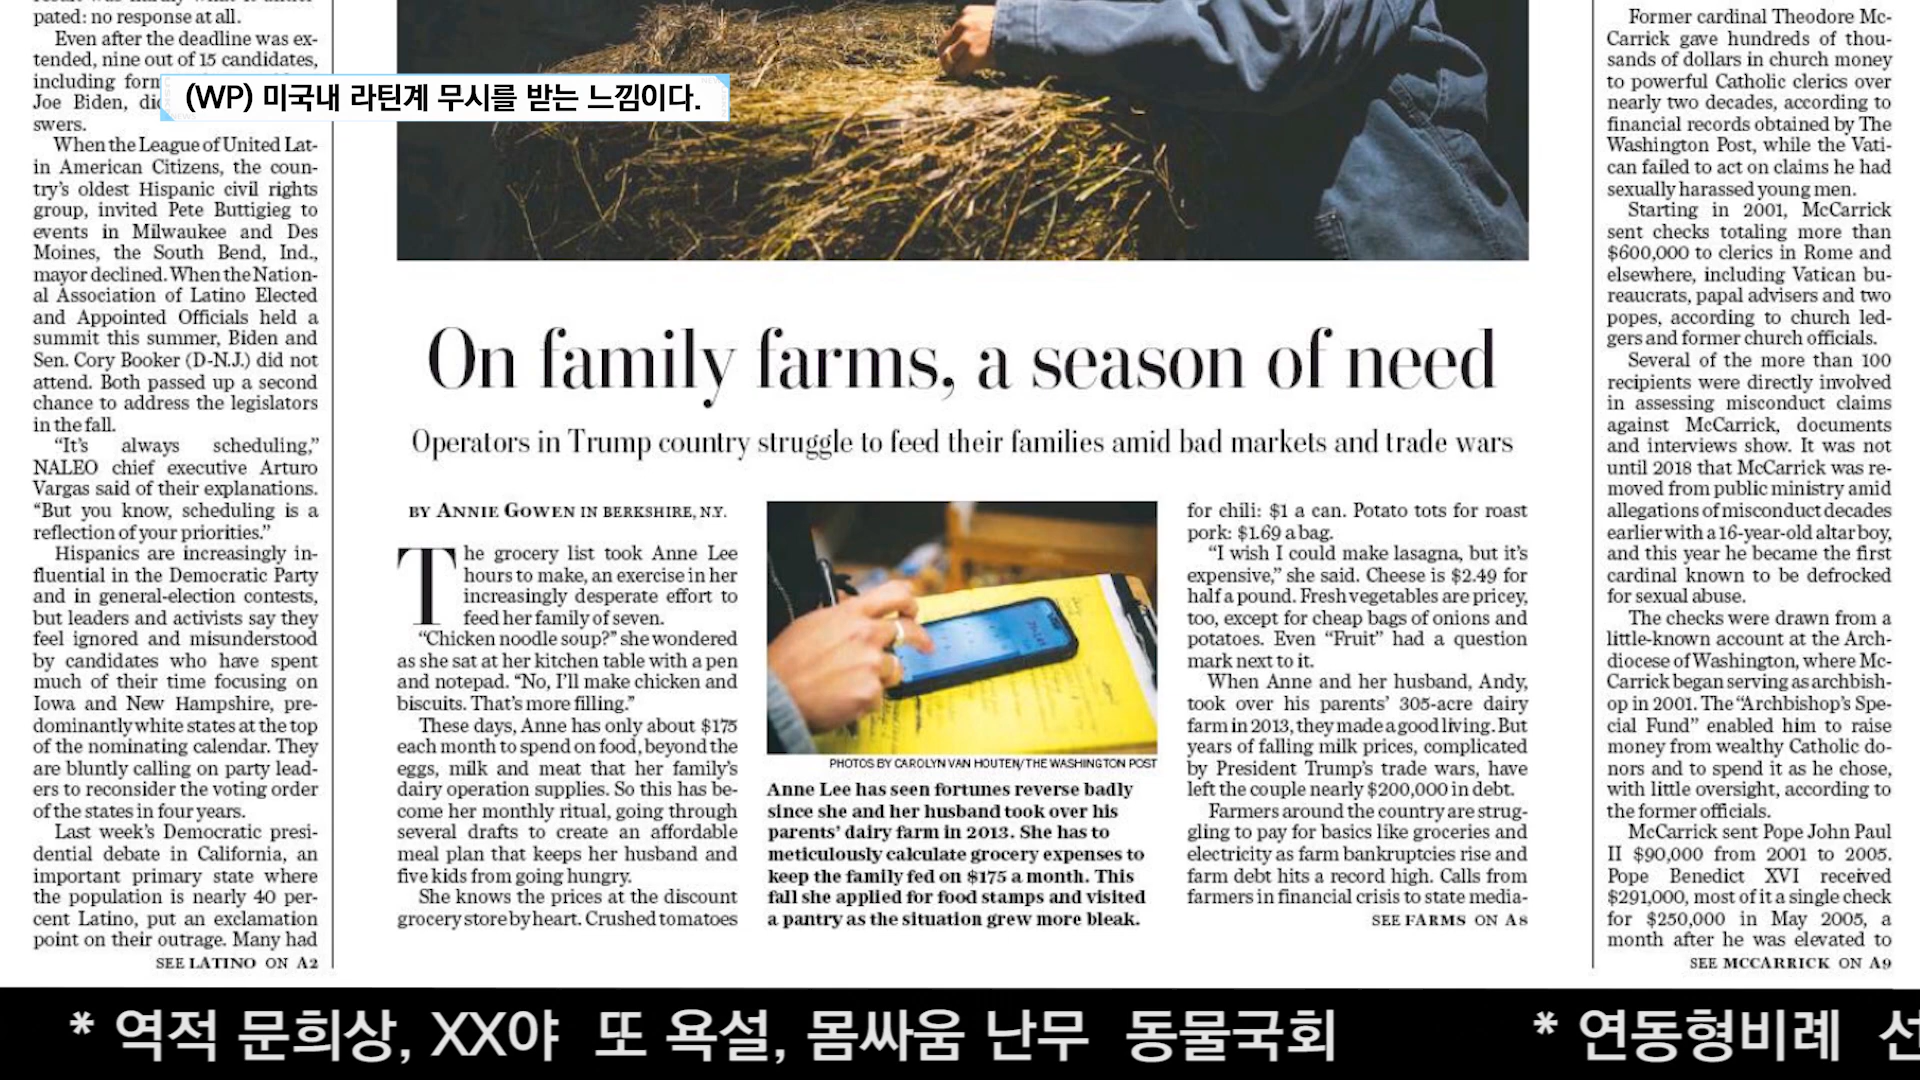 pated: no response at all.
Even after the deadline was ex-
tended, nine out of 15 candidates,
including form
Joe Biden, di
swers.
When the League of United Lat-
in American Citizens, the coun-
try's oldest Hispanic civil rights
group, invited Pete Buttigieg to
events in Milwaukee and Des
Moines, the South Bend, Ind.,
mayor declined. When the Nation-
al Association of Latino Elected
and Appointed Officials held a
summit this summer, Biden and
Sen. Cory Booker (D-N.J.) did not
attend. Both passed up a second
chance to address the legislators
in the fall.
"It's always scheduling,"
NALEO chief executive Arturo
Vargas said of their explanations.
"But you know, scheduling is a
reflection of your priorities."
Hispanics are increasingly in-
fluential in the Democratic Party
and in general-election contests,
but leaders and activists say they
feel ignored and misunderstood
by candidates who have spent
much of their time focusing on
Iowa and New Hampshire, pre-
dominantly white states at the top
of the nominating calendar. They
are bluntly calling on party lead-
ers to reconsider the voting order
of the states in four years.
Last week's Democratic presi-
dential debate in California, an
important primary state where
the population is nearly 40 per-
cent Latino, put an exclamation
point on their outrage. Many had
SEE LATINO ON A2
(WP) 미국내 라틴계 무시를 받는 느낌이다.
On family farms, a season of need
Operators in Trump country struggle to feed their families amid bad markets and trade wars
BY ANNIE GOWEN IN BERKSHIRE, N.Y.
The grocery list took Anne Lee
hours to make, an exercise in her
increasingly desperate effort to
feed her family of seven.
"Chicken noodle soup?" she wondered
as she sat at her kitchen table with a pen
and notepad. "No, I'll make chicken and
biscuits. That's more filling."
These days, Anne has only about $175
each month to spend on food, beyond the
eggs, milk and meat that her family's
dairy operation supplies. So this has be-
come her monthly ritual, going through
several drafts to create an affordable
meal plan that keeps her husband and
five kids from going hungry.
She knows the prices at the discount
grocery store by heart. Crushed tomatoes
PHOTOS BY CAROLYN VAN HOUTEN/THE WASHINGTON POST
Anne Lee has seen fortunes reverse badly
since she and her husband took over his
parents' dairy farm in 2013. She has to
meticulously calculate grocery expenses to
keep the family fed on $175 a month. This
fall she applied for food stamps and visited
a pantry as the situation grew more bleak.
for chili: $1 a can. Potato tots for roast
pork: $1.69 a bag.
"I wish I could make lasagna, but it's
expensive," she said. Cheese is $2.49 for
half a pound. Fresh vegetables are pricey,
too, except for cheap bags of onions and
potatoes. Even "Fruit" had a question
mark next to it.
When Anne and her husband, Andy,
took over his parents' 305-acre dairy
farm in 2013, they made a good living. But
years of falling milk prices, complicated
by President Trump's trade wars, have
left the couple nearly $200,000 in debt.
Farmers around the country are strug-
gling to pay for basics like groceries and
electricity as farm bankruptcies rise and
farm debt hits a record high. Calls from
farmers in financial crisis to state media-
SEE FARMS ON A8
Former cardinal Theodore Mc-
Carrick gave hundreds of thou-
sands of dollars in church money
to powerful Catholic clerics over
nearly two decades, according to
financial records obtained by The
Washington Post, while the Vati-
can failed to act on claims he had
sexually harassed young men.
Starting in 2001, McCarrick
sent checks totaling more than
$600,000 to clerics in Rome and
elsewhere, including Vatican bu-
reaucrats, papal advisers and two
popes, according to church led-
gers and former church officials.
Several of the more than 100
recipients were directly involved
in assessing misconduct claims
against McCarrick, documents
and interviews show. It was not
until 2018 that McCarrick was re-
moved from public ministry amid
allegations of misconduct decades
earlier with a 16-year-old altar boy,
and this year he became the first
cardinal known to be defrocked
for sexual abuse.
The checks were drawn from a
little-known account at the Arch-
diocese of Washington, where Mc-
Carrick began serving as archbish-
op in 2001. The "Archbishop's Spe-
cial Fund" enabled him to raise
money from wealthy Catholic do-
nors and to spend it as he chose,
with little oversight, according to
the former officials.
McCarrick sent Pope John Paul
II $90,000 from 2001 to 2005.
Pope Benedict XVI received
$291,000, most of it a single check
for $250,000 in May 2005, a
month after he was elevated to
SEE MCCARRICK ON A9
* 역적 문희상, XX야 또 욕설, 몸싸움 난무 동물국회 * 연동형비례 선